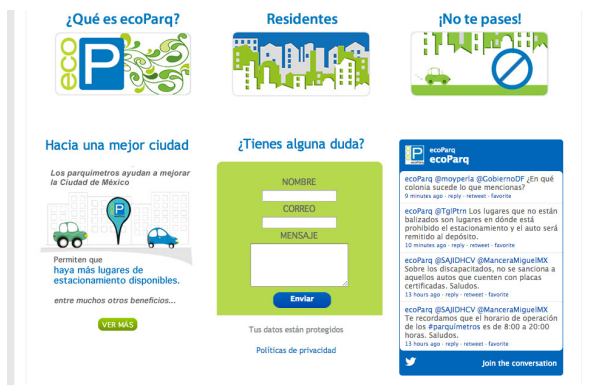 ¿Qué es ecoParq?
Residentes
¡No te pases!
eco
P
Hacia una mejor ciudad
Los parquímetros ayudan a mejorar
la Ciudad de México
P
Permiten que
haya más lugares de
estacionamiento disponibles.
entre muchos otros beneficios...
VER MÁS
¿Tienes alguna duda?
NOMBRE
CORREO
MENSAJE
Enviar
Tus datos están protegidos
Políticas de privacidad
ecoParq
ecoParq
ecoParq @moyperla @GobiernoDF ¿En qué
colonia sucede lo que mencionas?
9 minutes ago · reply · retweet · favorite
ecoParq @TglPtrn Los lugares que no están
balizados son lugares en dónde está
prohibido el estacionamiento y el auto será
remitido al depósito.
10 minutes ago · reply · retweet · favorite
ecoParq @SAJIDHCV @ManceraMiguelMX
Sobre los discapacitados, no se sanciona a
aquellos autos que cuenten con placas
certificadas. Saludos.
13 hours ago · reply · retweet · favorite
ecoParq @SAJIDHCV @ManceraMiguelMX
Te recordamos que el horario de operación
de los #parquímetros es de 8:00 a 20:00
horas. Saludos.
13 hours ago · reply · retweet · favorite
Join the conversation